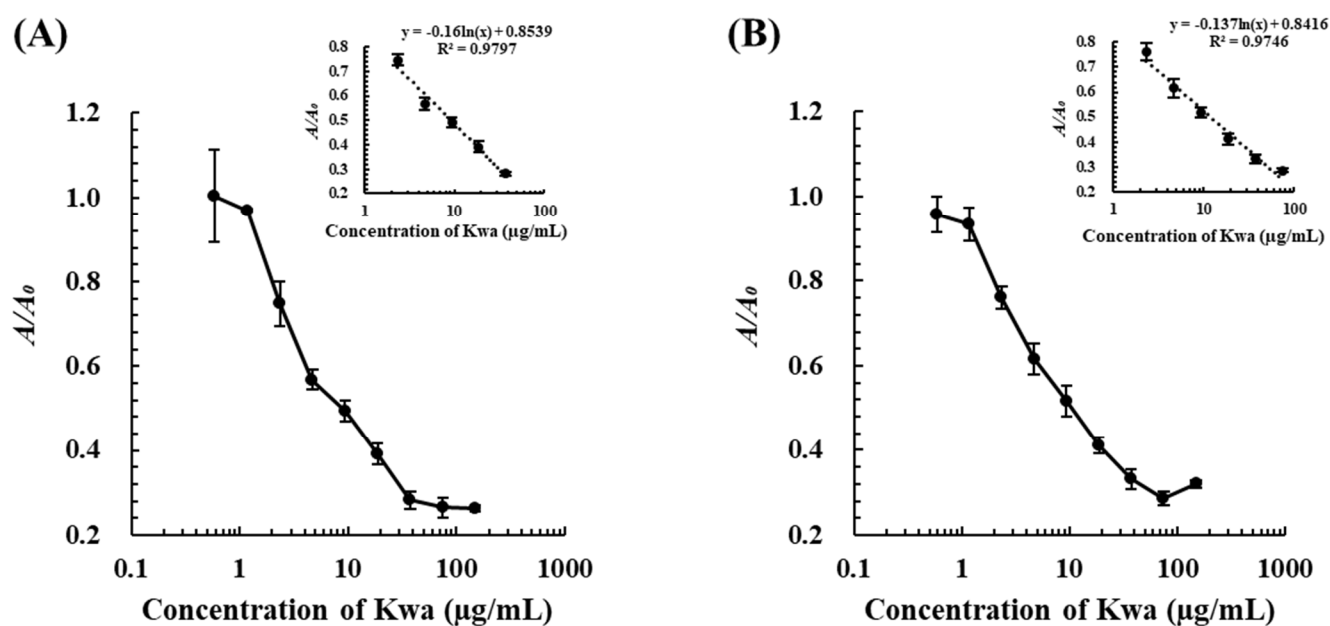 (A)
y = -0.16ln(x) + 0.8539
R² = 0.9797
0.8
0.7
0.6
0.5
0.4
0.3
0.2
A/A₀
1 10 100
Concentration of Kwa (µg/mL)
1.2
1.0
0.8
0.6
0.4
0.2
A/A₀
0.1 1 10 100 1000
Concentration of Kwa (µg/mL)
(B)
y = -0.137ln(x) + 0.8416
R² = 0.9746
0.8
0.7
0.6
0.5
0.4
0.3
0.2
A/A₀
1 10 100
Concentration of Kwa (µg/mL)
1.2
1.0
0.8
0.6
0.4
0.2
A/A₀
0.1 1 10 100 1000
Concentration of Kwa (µg/mL)